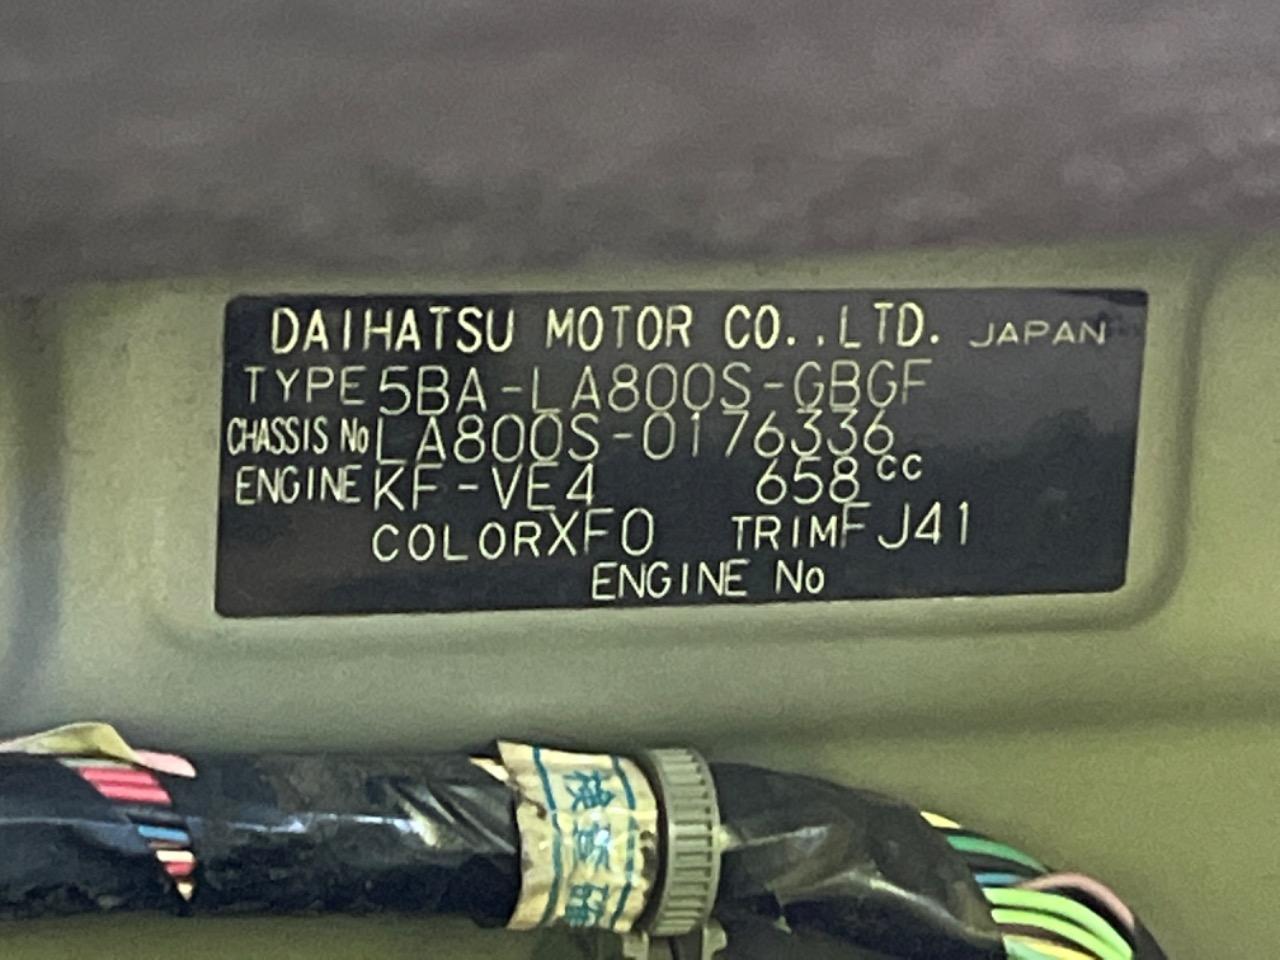 DAIHATSU MOTOR CO.,LTD. JAPAN
TYPE 5BA-LA800S-GBGF
CHASSIS No LA800S-0176336
ENGINE KF-VE4 658cc
COLOR XF0 TRIM FJ41
ENGINE No